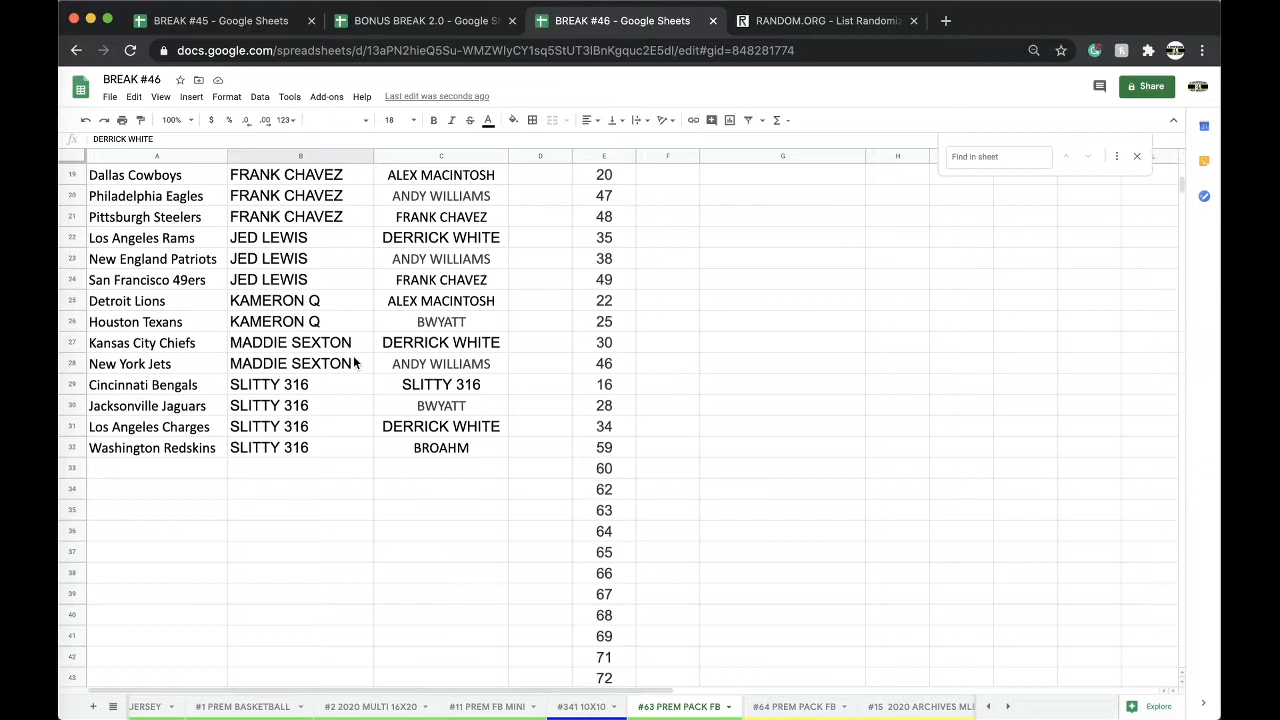 BREAK #45 - Google Sheets
BONUS BREAK 2.0 - Google Sh
BREAK #46 - Google Sheets
RANDOM.ORG - List Randomiz
docs.google.com/spreadsheets/d/13aPN2hieQ5Su-WMZWIyCY1sq5StUT3lBnKgquc2E5dI/edit#gid=848281774
BREAK #46
File Edit View Insert Format Data Tools Add-ons Help Last edit was seconds ago
Share
100% $ % .0 .00 123 18 B I S A
fx DERRICK WHITE
Find in sheet
A B C D E F G H
19 Dallas Cowboys FRANK CHAVEZ ALEX MACINTOSH 20
20 Philadelphia Eagles FRANK CHAVEZ ANDY WILLIAMS 47
21 Pittsburgh Steelers FRANK CHAVEZ FRANK CHAVEZ 48
22 Los Angeles Rams JED LEWIS DERRICK WHITE 35
23 New England Patriots JED LEWIS ANDY WILLIAMS 38
24 San Francisco 49ers JED LEWIS FRANK CHAVEZ 49
25 Detroit Lions KAMERON Q ALEX MACINTOSH 22
26 Houston Texans KAMERON Q BWYATT 25
27 Kansas City Chiefs MADDIE SEXTON DERRICK WHITE 30
28 New York Jets MADDIE SEXTON ANDY WILLIAMS 46
29 Cincinnati Bengals SLITTY 316 SLITTY 316 16
30 Jacksonville Jaguars SLITTY 316 BWYATT 28
31 Los Angeles Charges SLITTY 316 DERRICK WHITE 34
32 Washington Redskins SLITTY 316 BROAHM 59
33 60
34 62
35 63
36 64
37 65
38 66
39 67
40 68
41 69
42 71
43 72
JERSEY #1 PREM BASKETBALL #2 2020 MULTI 16X20 #11 PREM FB MINI #341 10X10 #63 PREM PACK FB #64 PREM PACK FB #15 2020 ARCHIVES MLB Explore